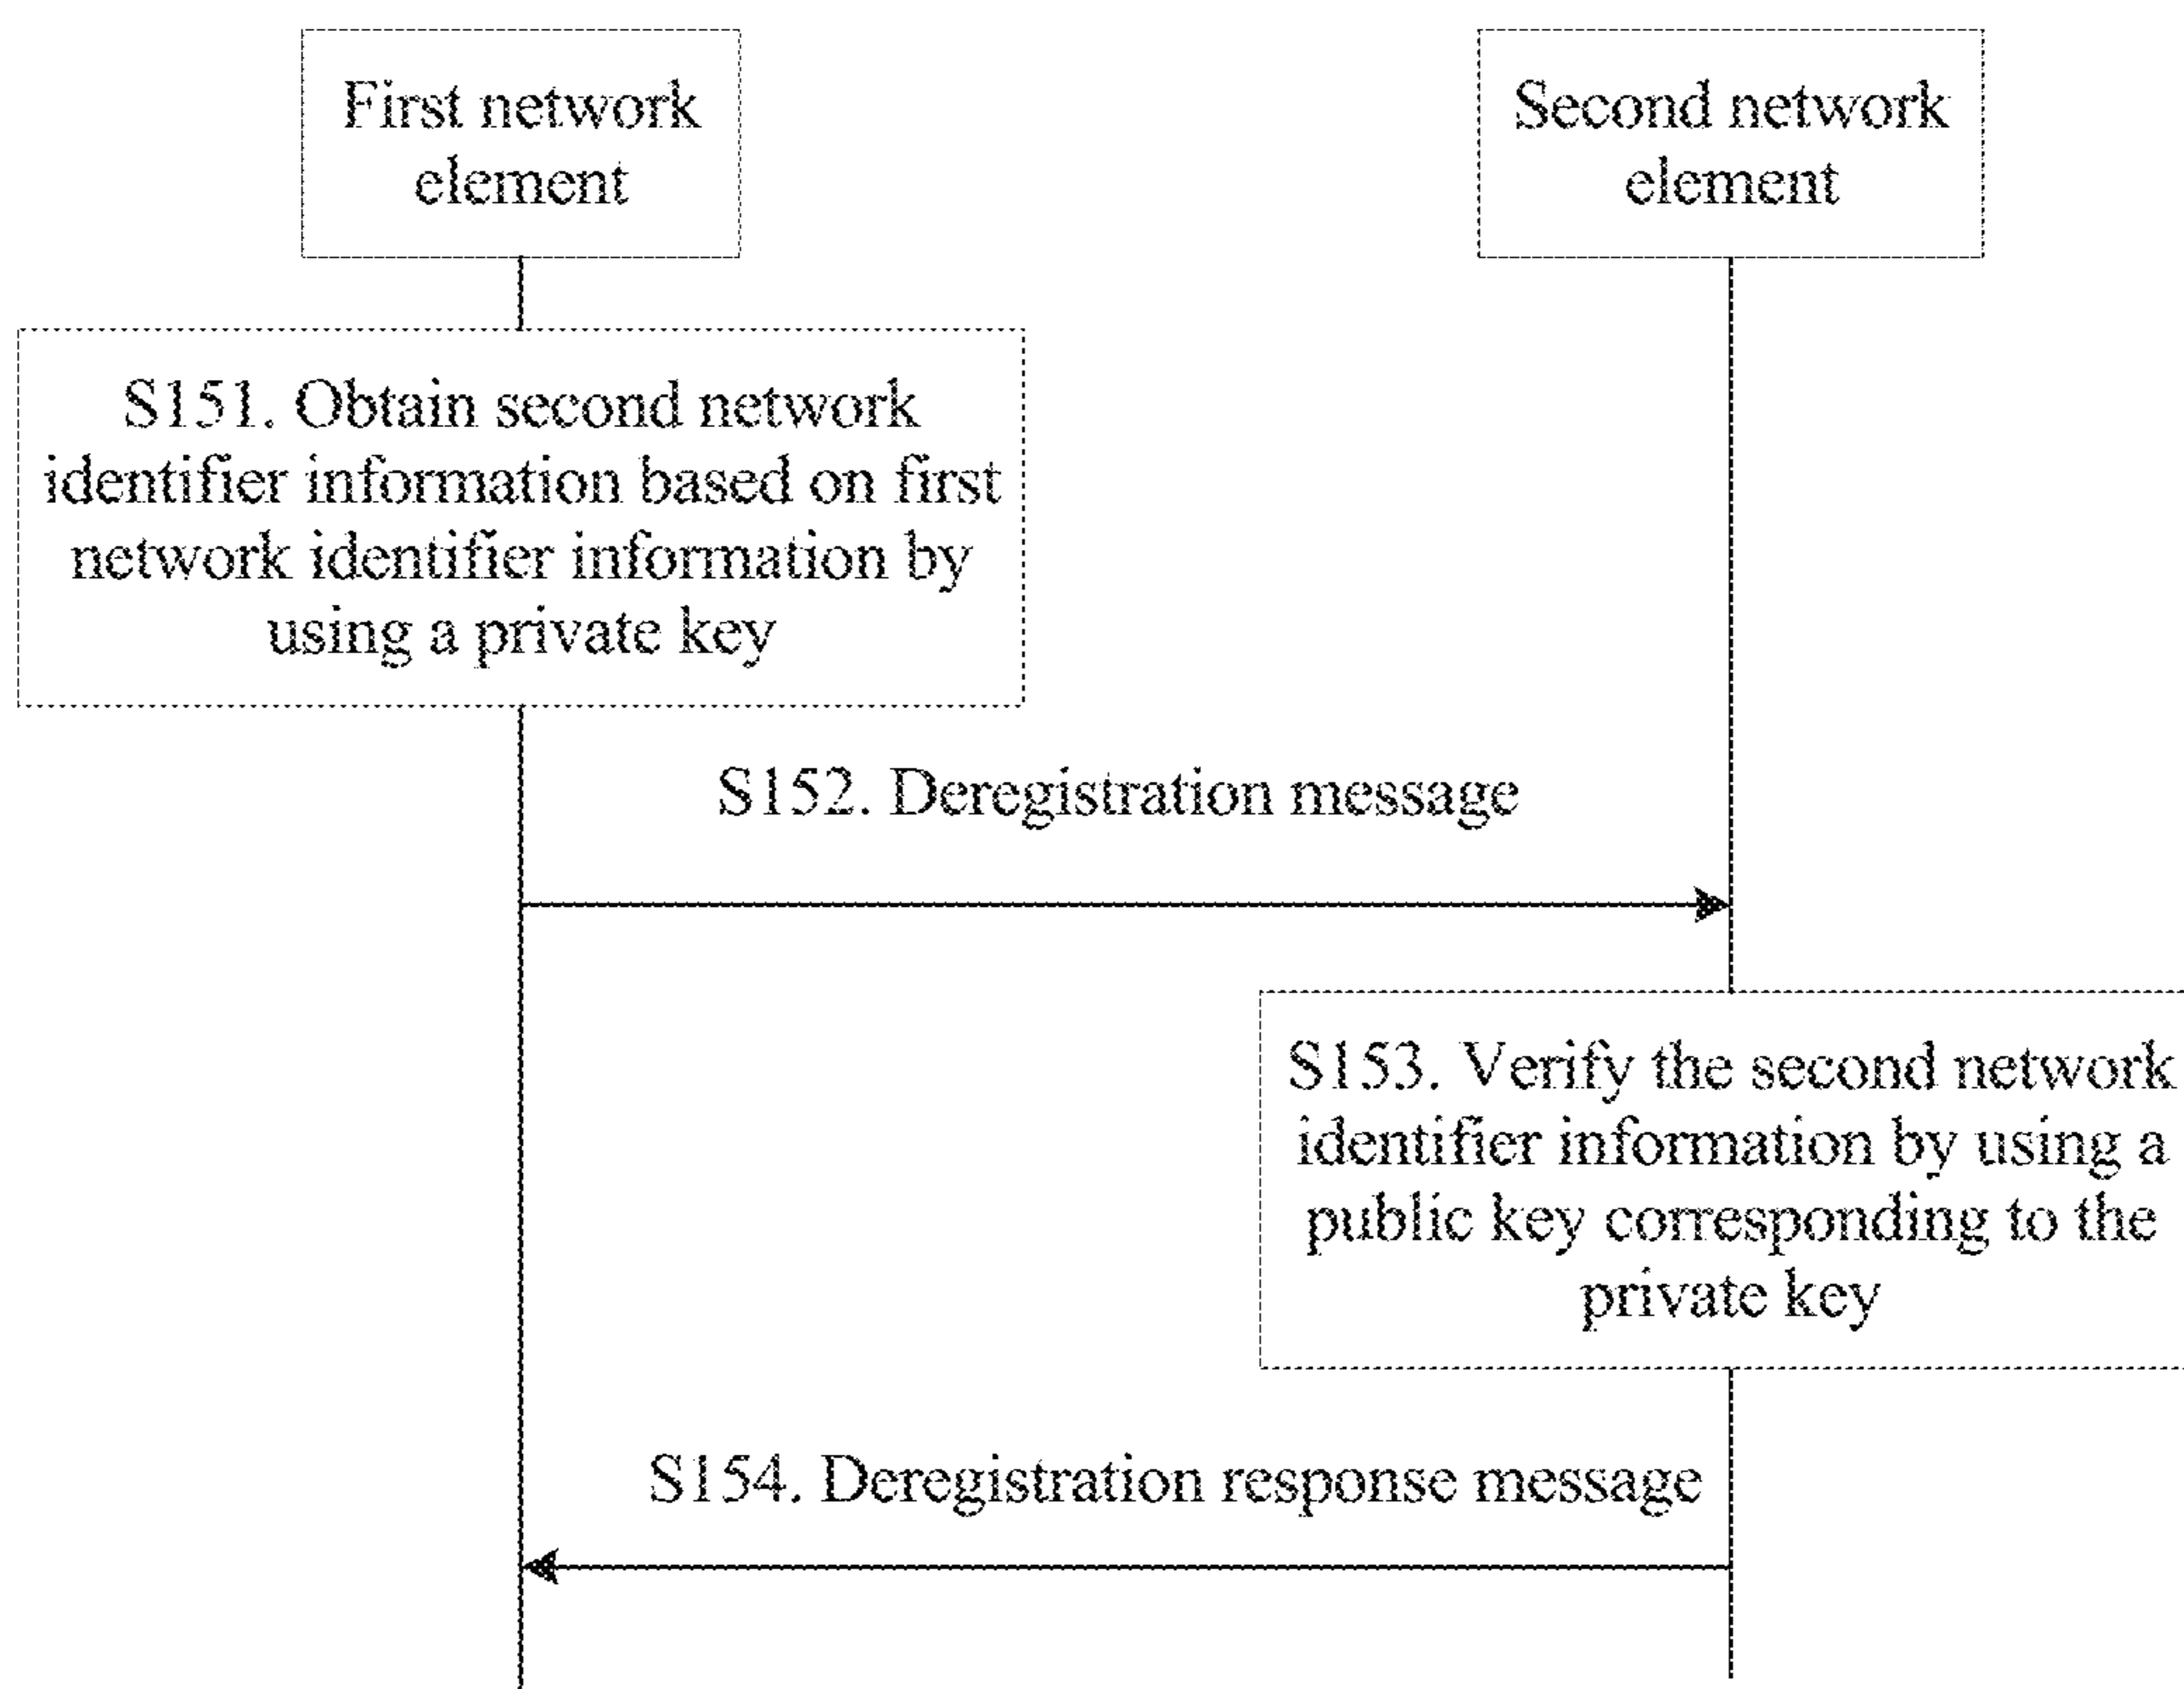 First network
element
Second network
element
S151. Obtain second network
identifier information based on first
network identifier information by
using a private key
S152. Deregistration message
S153. Verify the second network
identifier information by using a
public key corresponding to the
private key
S154. Deregistration response message